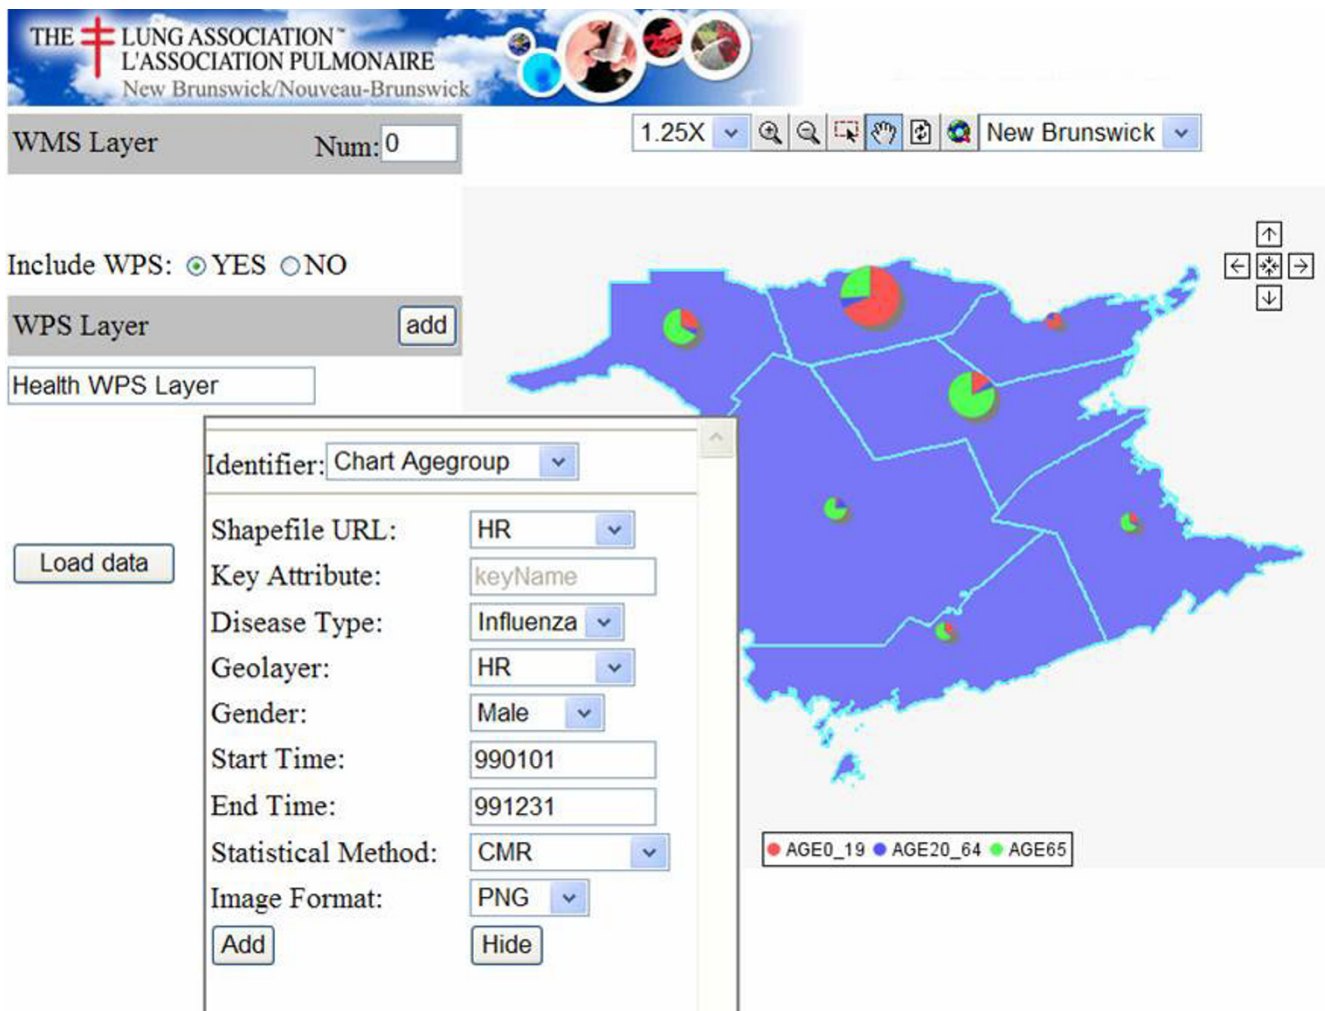 THE LUNG ASSOCIATION™
L'ASSOCIATION PULMONAIRE
New Brunswick/Nouveau-Brunswick
WMS Layer Num: 0
1.25X New Brunswick
Include WPS: YES NO
WPS Layer add
Health WPS Layer
Identifier: Chart Agegroup
Shapefile URL: HR
Load data
Key Attribute: keyName
Disease Type: Influenza
Geolayer: HR
Gender: Male
Start Time: 990101
End Time: 991231
Statistical Method: CMR
AGE0_19 AGE20_64 AGE65
Image Format: PNG
Add Hide